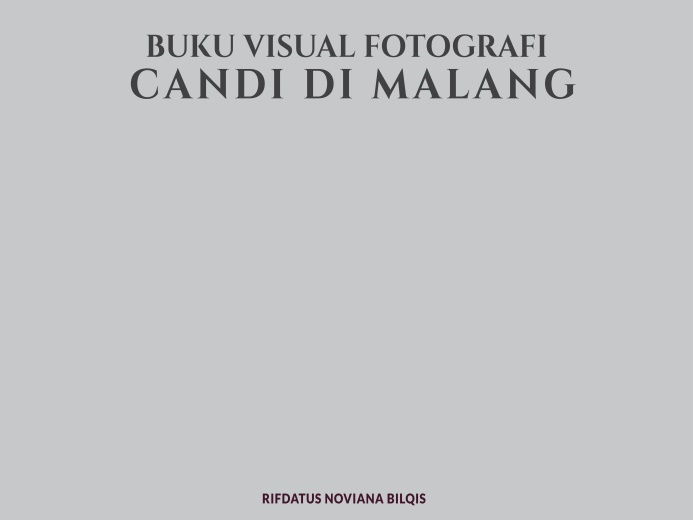 BUKU VISUAL FOTOGRAFI
CANDI DI MALANG
RIFDATUS NOVIANA BILQIS